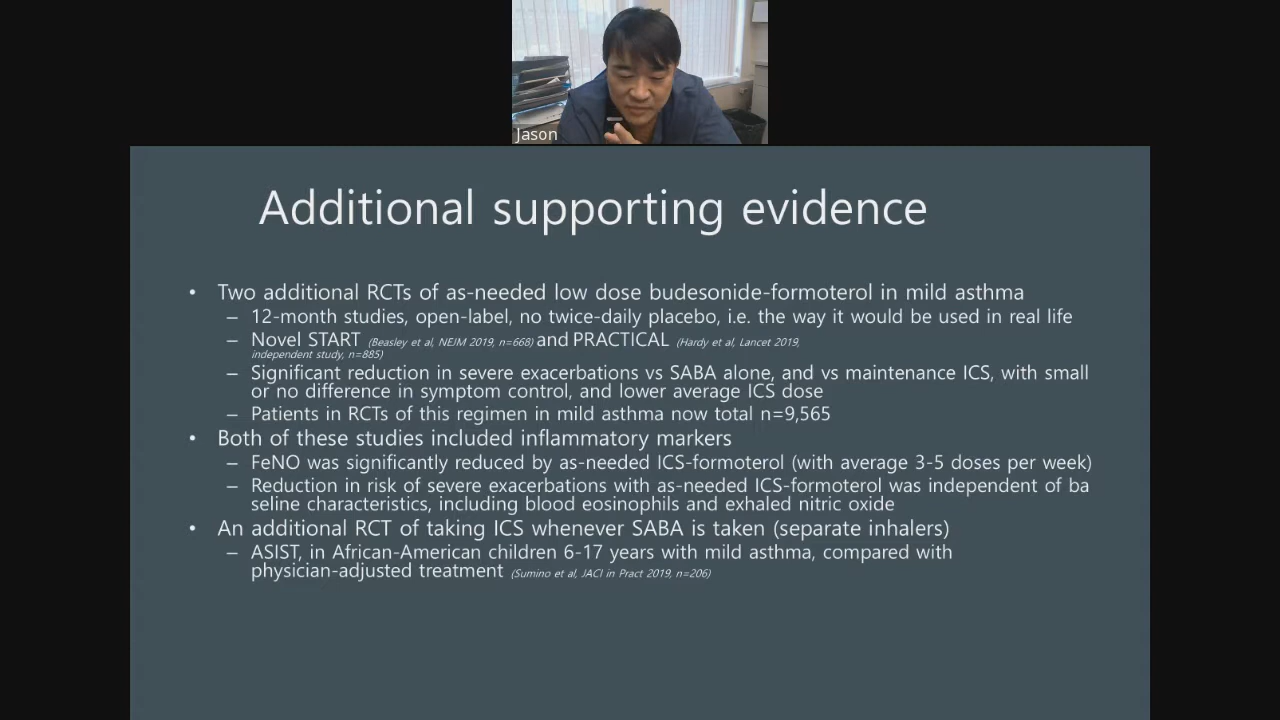 Jason
Additional supporting evidence
• Two additional RCTs of as-needed low dose budesonide-formoterol in mild asthma
– 12-month studies, open-label, no twice-daily placebo, i.e. the way it would be used in real life
– Novel START (Beasley et al, NEJM 2019, n=668) and PRACTICAL (Hardy et al, Lancet 2019,
independent study, n=885)
– Significant reduction in severe exacerbations vs SABA alone, and vs maintenance ICS, with small
or no difference in symptom control, and lower average ICS dose
– Patients in RCTs of this regimen in mild asthma now total n=9,565
• Both of these studies included inflammatory markers
– FeNO was significantly reduced by as-needed ICS-formoterol (with average 3-5 doses per week)
– Reduction in risk of severe exacerbations with as-needed ICS-formoterol was independent of ba
seline characteristics, including blood eosinophils and exhaled nitric oxide
• An additional RCT of taking ICS whenever SABA is taken (separate inhalers)
– ASIST, in African-American children 6-17 years with mild asthma, compared with
physician-adjusted treatment (Sumino et al, JACI in Pract 2019, n=206)